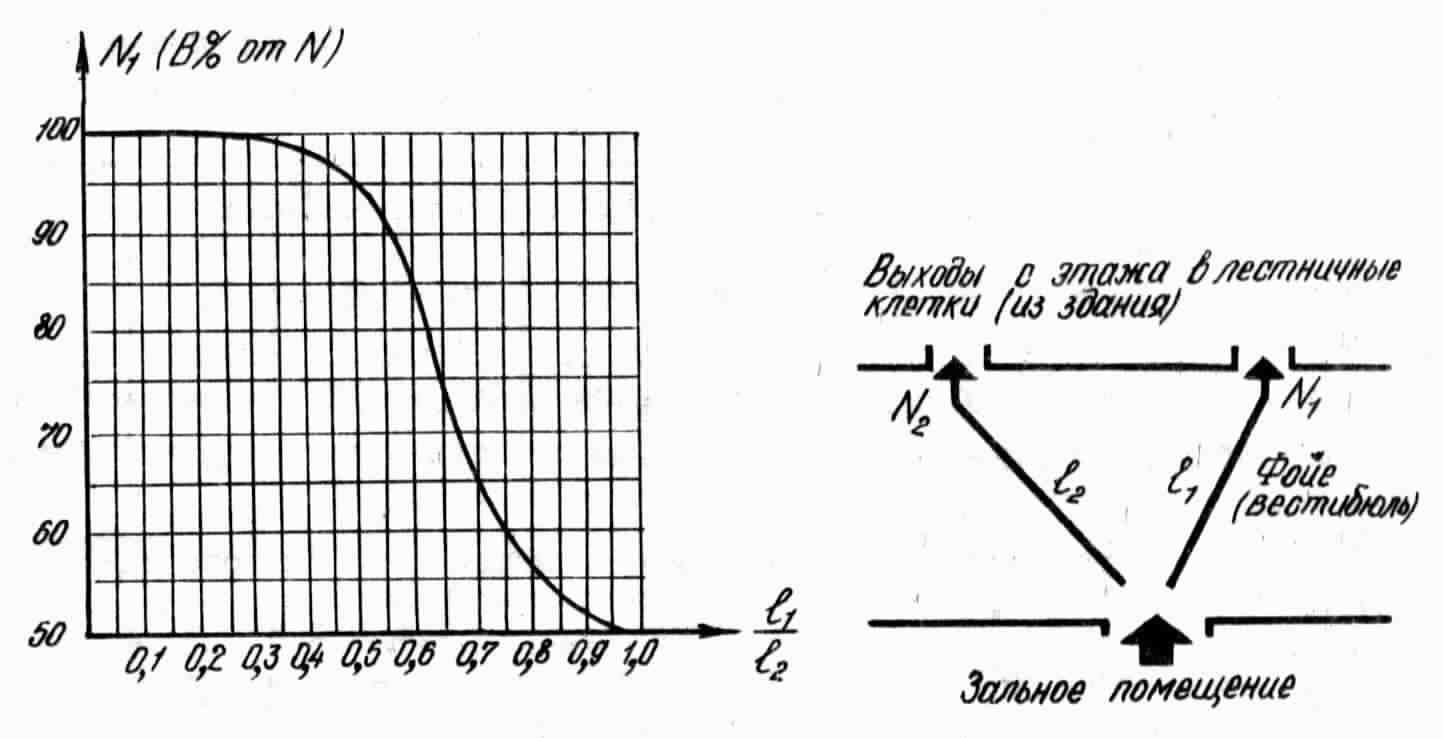 N₁ (В% от N)
100
90
80
70
60
50
0,1 0,2 0,3 0,4 0,5 0,6 0,7 0,8 0,9 1,0
ℓ₁
ℓ₂
Выходы с этажа в лестничные
клетки (из здания)
N₂
N₁
ℓ₂
ℓ₁
Фойе
(вестибюль)
Зальное помещение